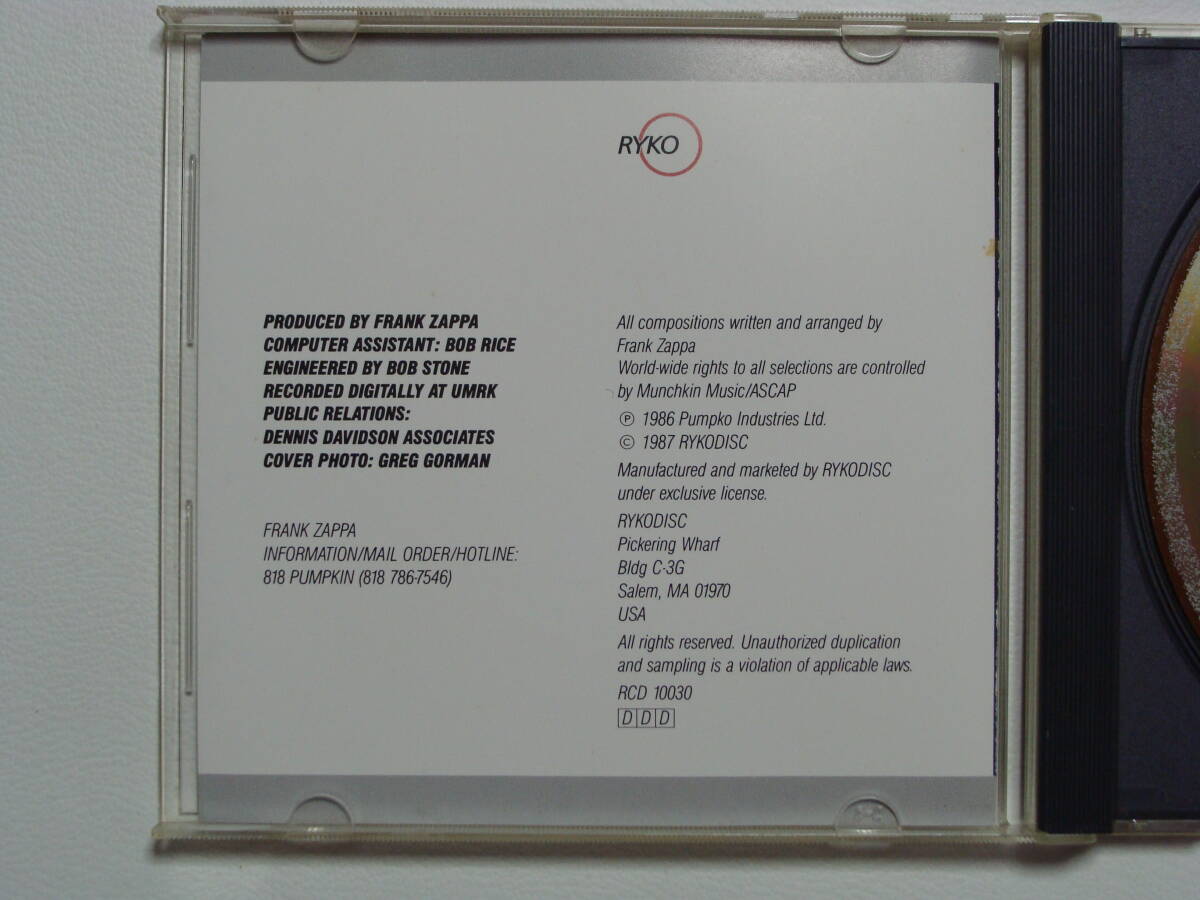 RYKO
PRODUCED BY FRANK ZAPPA
COMPUTER ASSISTANT: BOB RICE
ENGINEERED BY BOB STONE
RECORDED DIGITALLY AT UMRK
PUBLIC RELATIONS:
DENNIS DAVIDSON ASSOCIATES
COVER PHOTO: GREG GORMAN
FRANK ZAPPA
INFORMATION/MAIL ORDER/HOTLINE:
818 PUMPKIN (818 786-7546)
All compositions written and arranged by
Frank Zappa
World-wide rights to all selections are controlled
by Munchkin Music/ASCAP
℗ 1986 Pumpko Industries Ltd.
© 1987 RYKODISC
Manufactured and marketed by RYKODISC
under exclusive license.
RYKODISC
Pickering Wharf
Bldg C-3G
Salem, MA 01970
USA
All rights reserved. Unauthorized duplication
and sampling is a violation of applicable laws.
RCD 10030
DDD